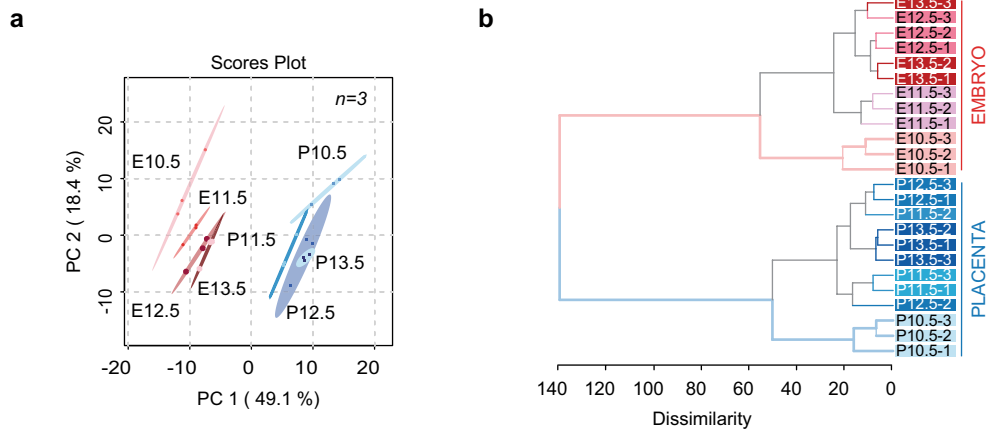 a
Scores Plot
n=3
E10.5
P10.5
E11.5
P11.5
P13.5
E13.5
E12.5
P12.5
PC 2 ( 18.4 %)
20
10
0
-10
-20
-10
0
10
20
PC 1 ( 49.1 %)
b
E13.5-3
E12.5-3
E12.5-2
E12.5-1
E13.5-2
E13.5-1
E11.5-3
E11.5-2
E11.5-1
E10.5-3
E10.5-2
E10.5-1
P12.5-3
P12.5-1
P11.5-2
P13.5-2
P13.5-1
P13.5-3
P11.5-3
P11.5-1
P12.5-2
P10.5-3
P10.5-2
P10.5-1
EMBRYO
PLACENTA
140 120 100 80 60 40 20 0
Dissimilarity